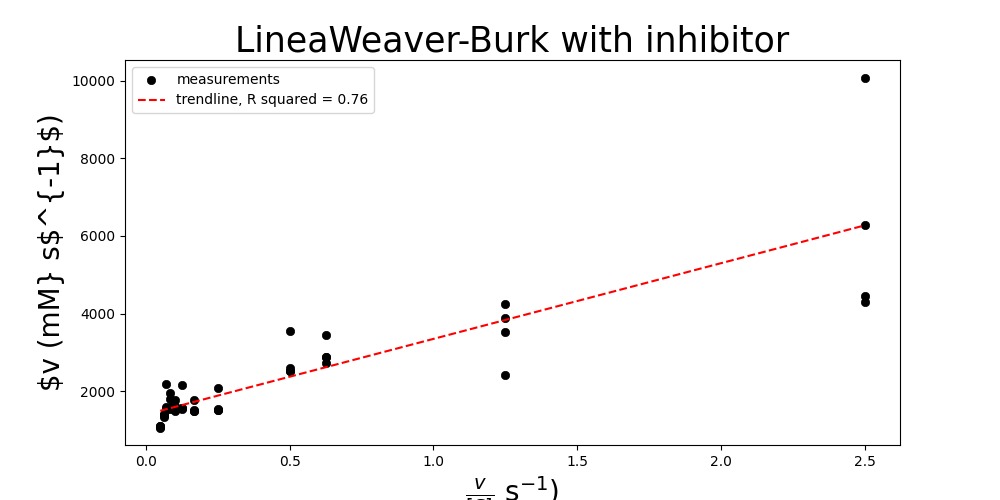 LineaWeaver-Burk with inhibitor
measurements
trendline, R squared = 0.76
$v (mM} s$^{-1}$)
10000
8000
6000
4000
2000
0.0 0.5 1.0 1.5 2.0 2.5
v s⁻¹)